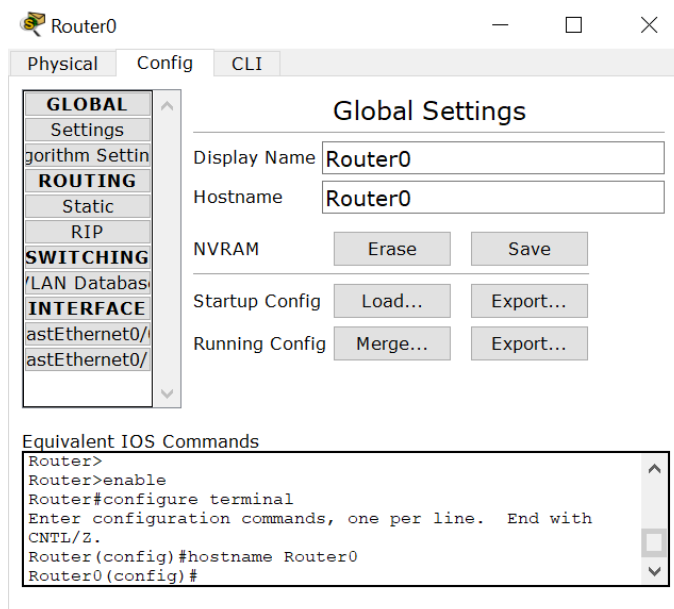 Router0
Physical Config CLI
GLOBAL
Settings
gorithm Settin
ROUTING
Static
RIP
SWITCHING
VLAN Databas
INTERFACE
astEthernet0/
astEthernet0/
Global Settings
Display Name Router0
Hostname Router0
NVRAM Erase Save
Startup Config Load... Export...
Running Config Merge... Export...
Equivalent IOS Commands
Router>
Router>enable
Router#configure terminal
Enter configuration commands, one per line.  End with
CNTL/Z.
Router(config)#hostname Router0
Router0(config)#